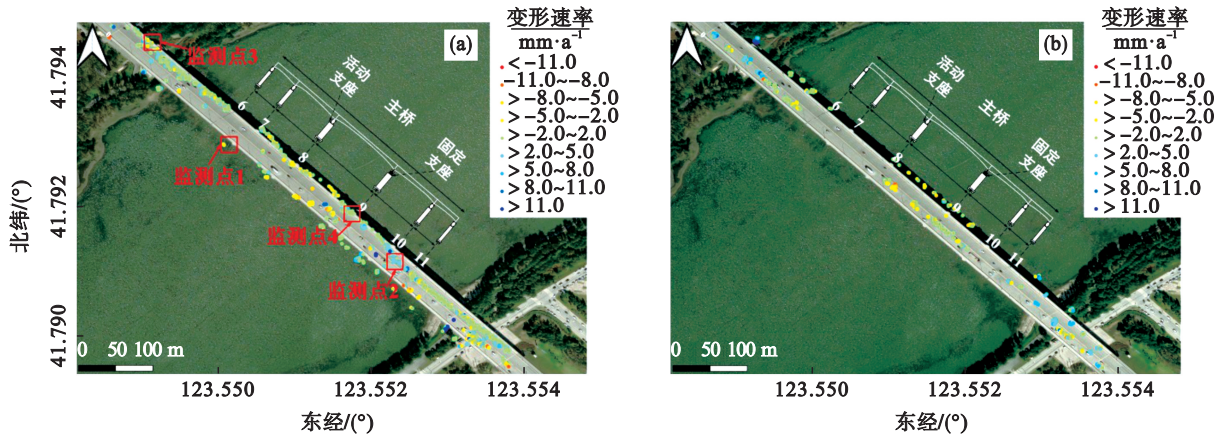 (a)
变形速率
mm·a⁻¹
<-11.0
-11.0~-8.0
>-8.0~-5.0
>-5.0~-2.0
>-2.0~2.0
>2.0~5.0
>5.0~8.0
>8.0~11.0
>11.0
监测点3
监测点1
监测点4
监测点2
活动
支座
主桥
固定
支座
6
7
8
9
10
11
0 50 100 m
41.794
41.792
41.790
北纬/(°)
123.550
123.552
123.554
东经/(°)
(b)
变形速率
mm·a⁻¹
<-11.0
-11.0~-8.0
>-8.0~-5.0
>-5.0~-2.0
>-2.0~2.0
>2.0~5.0
>5.0~8.0
>8.0~11.0
>11.0
活动
支座
主桥
固定
支座
6
7
8
9
10
11
0 50 100 m
123.550
123.552
123.554
东经/(°)